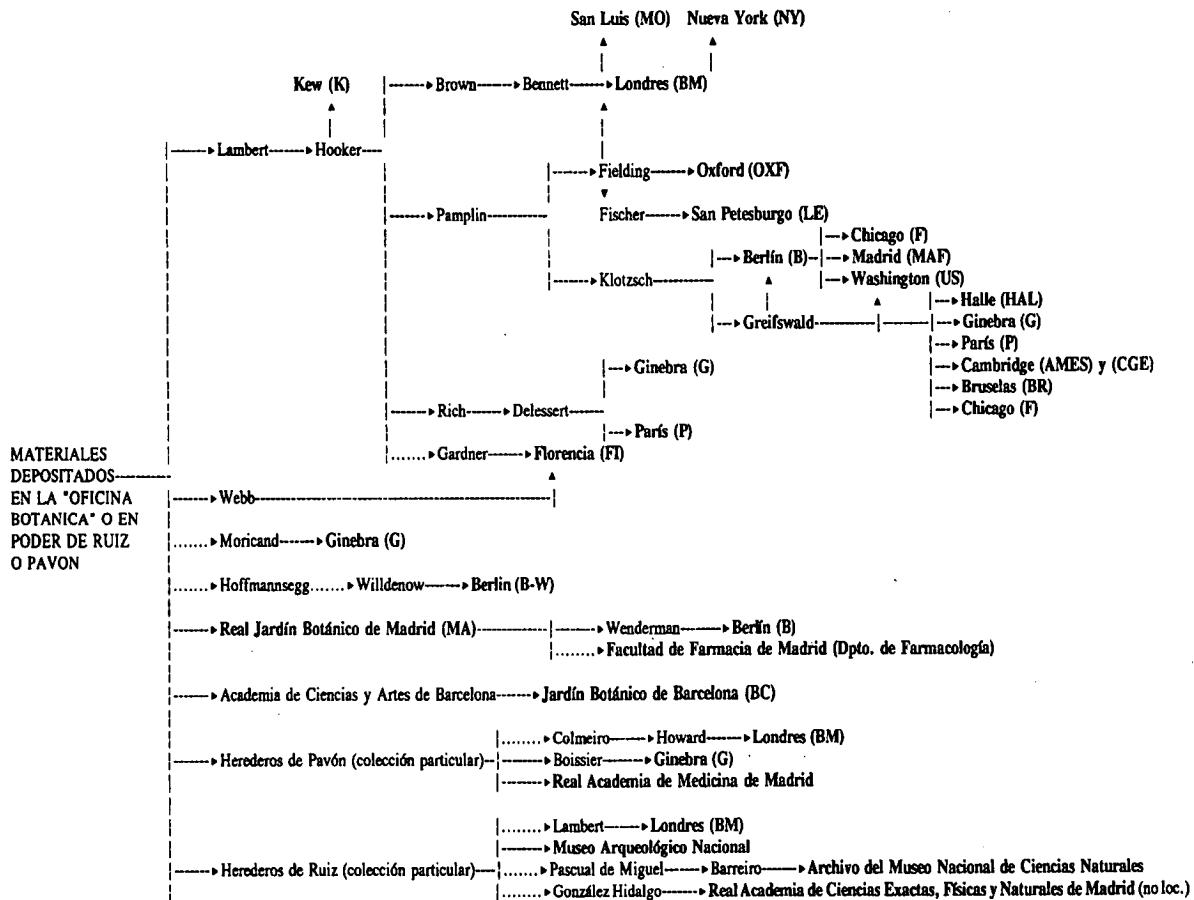 San Luis (MO) Nueva York (NY)
Kew (K) Brown Bennett Londres (BM)
Lambert Hooker
Fielding Oxford (OXF)
Pamplin Fischer San Petesburgo (LE)
Chicago (F)
Berlín (B) Madrid (MAF)
Klotzsch Washington (US)
Halle (HAL)
Greifswald Ginebra (G)
París (P)
Ginebra (G) Cambridge (AMES) y (CGE)
Bruselas (BR)
Rich Delessert Chicago (F)
París (P)
Gardner Florencia (FI)
MATERIALES
DEPOSITADOS
EN LA "OFICINA
BOTANICA" O EN
PODER DE RUIZ
O PAVON
Webb
Moricand Ginebra (G)
Hoffmannsegg Willdenow Berlin (B-W)
Real Jardín Botánico de Madrid (MA) Wenderman Berlín (B)
Facultad de Farmacia de Madrid (Dpto. de Farmacología)
Academia de Ciencias y Artes de Barcelona Jardín Botánico de Barcelona (BC)
Colmeiro Howard Londres (BM)
Herederos de Pavón (colección particular) Boissier Ginebra (G)
Real Academia de Medicina de Madrid
Lambert Londres (BM)
Museo Arqueológico Nacional
Herederos de Ruiz (colección particular) Pascual de Miguel Barreiro Archivo del Museo Nacional de Ciencias Naturales
González Hidalgo Real Academia de Ciencias Exactas, Físicas y Naturales de Madrid (no loc.)